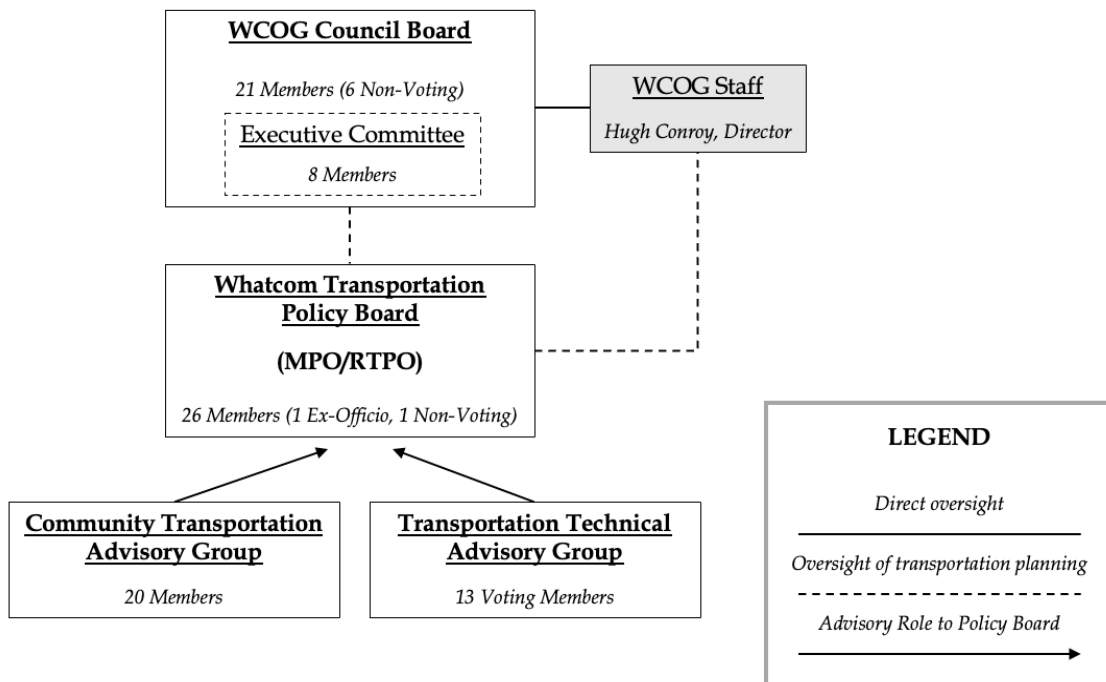 WCOG Council Board
21 Members (6 Non-Voting)
Executive Committee
8 Members
WCOG Staff
Hugh Conroy, Director
Whatcom Transportation
Policy Board
(MPO/RTPO)
26 Members (1 Ex-Officio, 1 Non-Voting)
Community Transportation
Advisory Group
20 Members
Transportation Technical
Advisory Group
13 Voting Members
LEGEND
Direct oversight
Oversight of transportation planning
Advisory Role to Policy Board